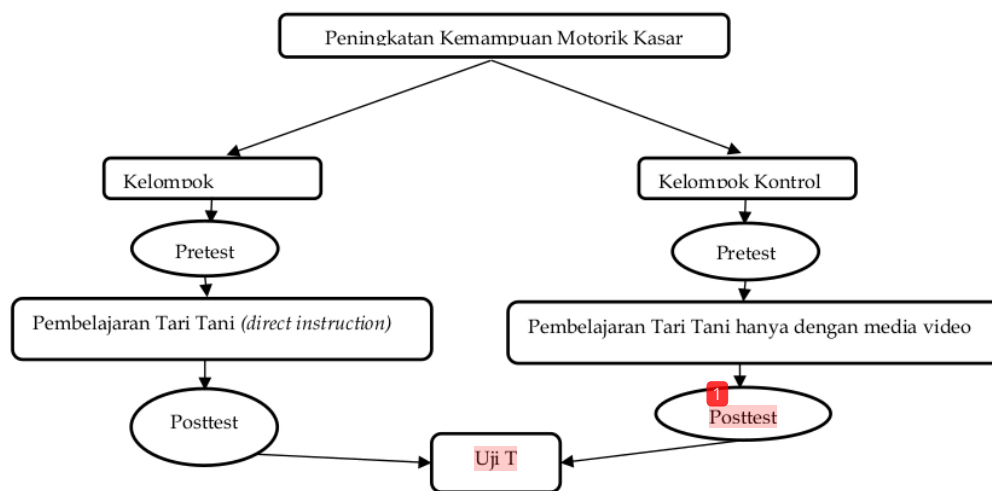 Peningkatan Kemampuan Motorik Kasar
Kelompok
Kelompok Kontrol
Pretest
Pretest
Pembelajaran Tari Tani (direct instruction)
Pembelajaran Tari Tani hanya dengan media video
1
Posttest
Posttest
Uji T